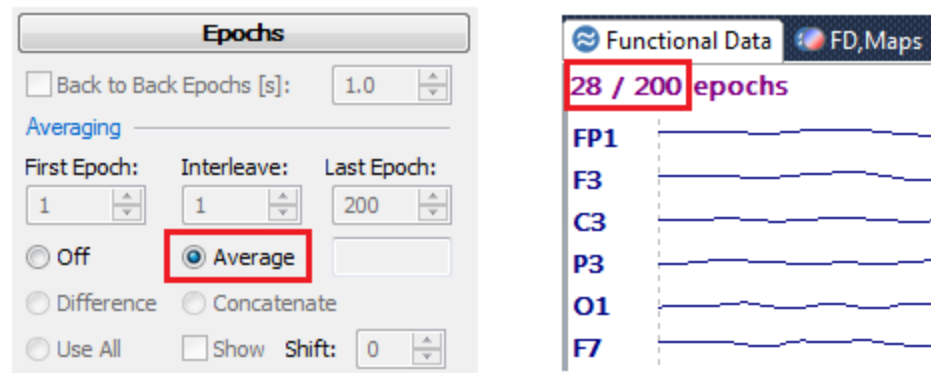 Epochs
Back to Back Epochs [s]: 1.0
Averaging
First Epoch: Interleave: Last Epoch:
1 1 200
Off Average
Difference Concatenate
Use All Show Shift: 0
Functional Data FD,Maps
28 / 200 epochs
FP1
F3
C3
P3
O1
F7